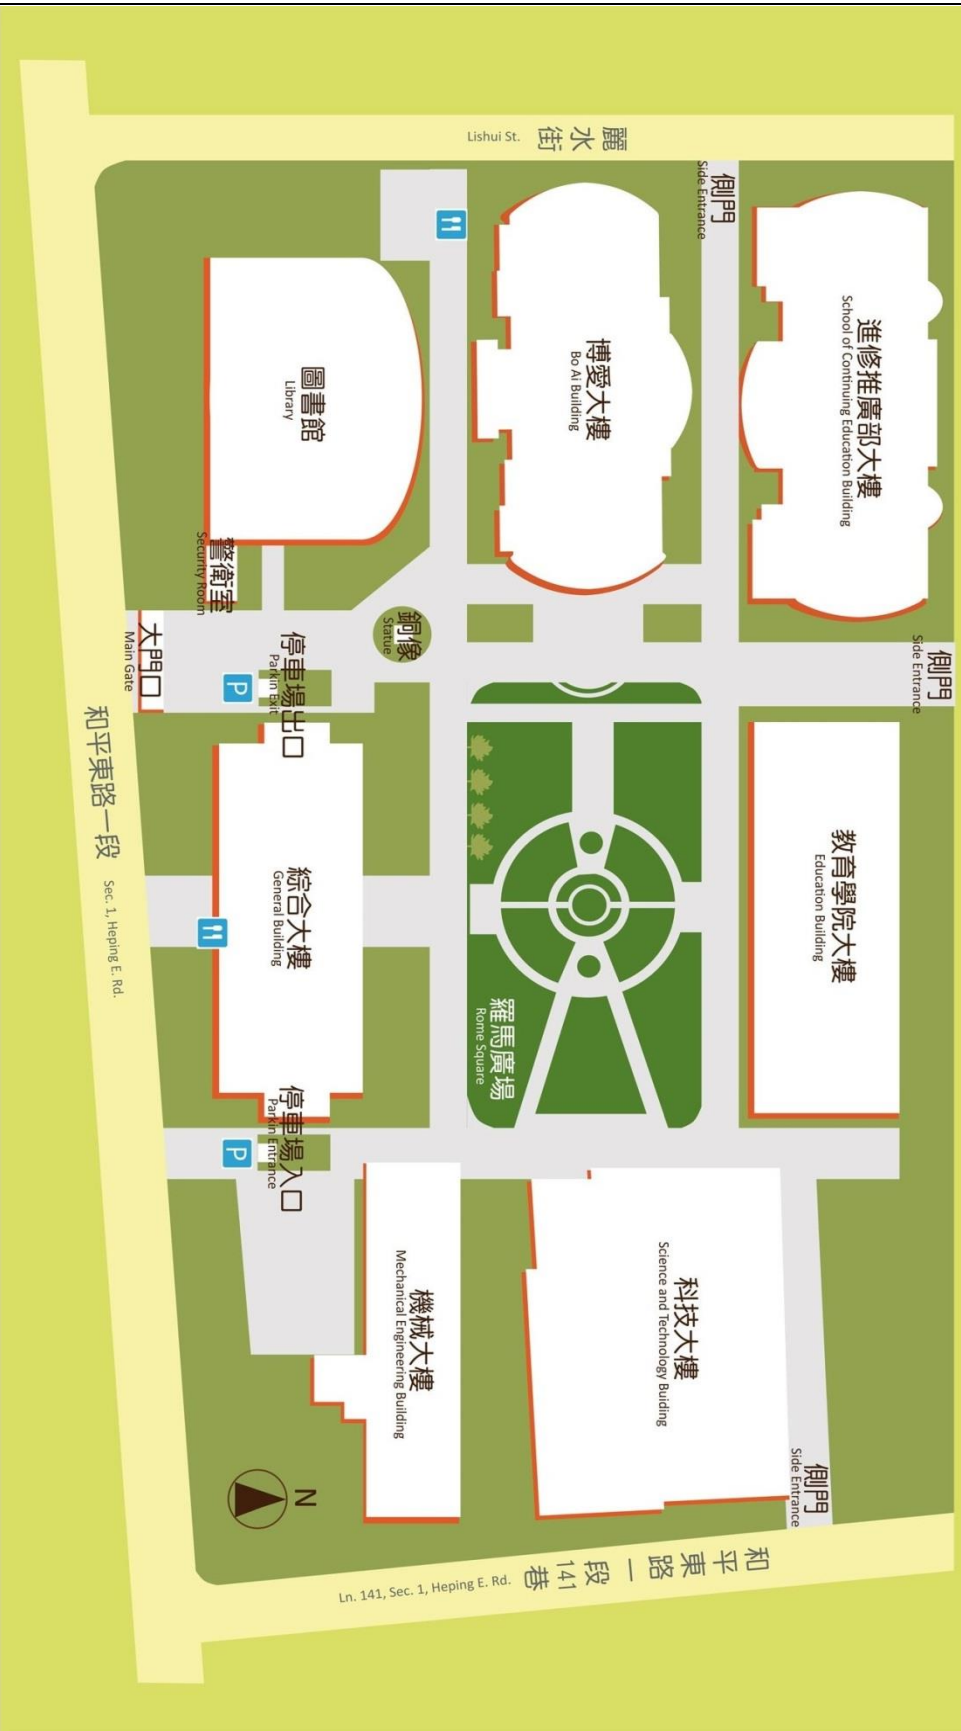 麗水街
Lishui St.
側門
Side Entrance
進修推廣部大樓
School of Continuing Education Building
博愛大樓
Bo Ai Building
圖書館
Library
警衛室
Security Room
大門口
Main Gate
銅像
Statue
停車場出口
Parkin Exit
P
側門
Side Entrance
教育學院大樓
Education Building
羅馬廣場
Rome Square
綜合大樓
General Building
和平東路一段 Sec. 1, Heping E. Rd.
停車場入口
Parkin Entrance
P
科技大樓
Science and Technology Buiding
機械大樓
Mechanical Engineering Building
側門
Side Entrance
N
和平東路一段141巷
Ln. 141, Sec. 1, Heping E. Rd.